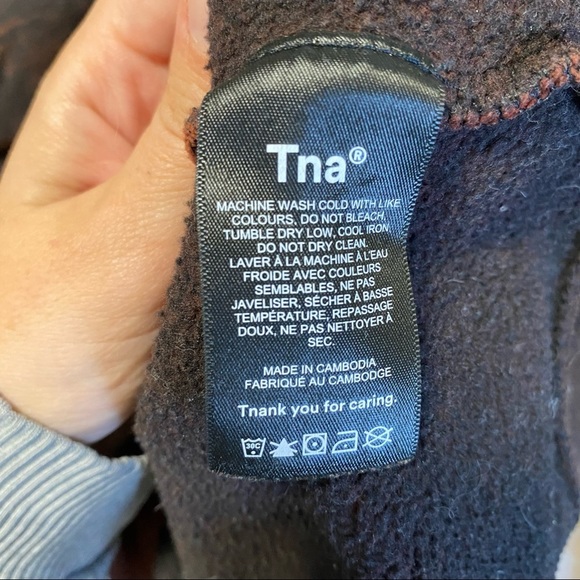 Tna®
MACHINE WASH COLD WITH LIKE
COLOURS, DO NOT BLEACH,
TUMBLE DRY LOW, COOL IRON
DO NOT DRY CLEAN.
LAVER À LA MACHINE À L'EAU
FROIDE AVEC COULEURS
SEMBLABLES, NE PAS
JAVELISER, SÉCHER À BASSE
TEMPÉRATURE, REPASSAGE
DOUX, NE PAS NETTOYER À
SEC.
MADE IN CAMBODIA
FABRIQUÉ AU CAMBODGE
Tnank you for caring.
30C